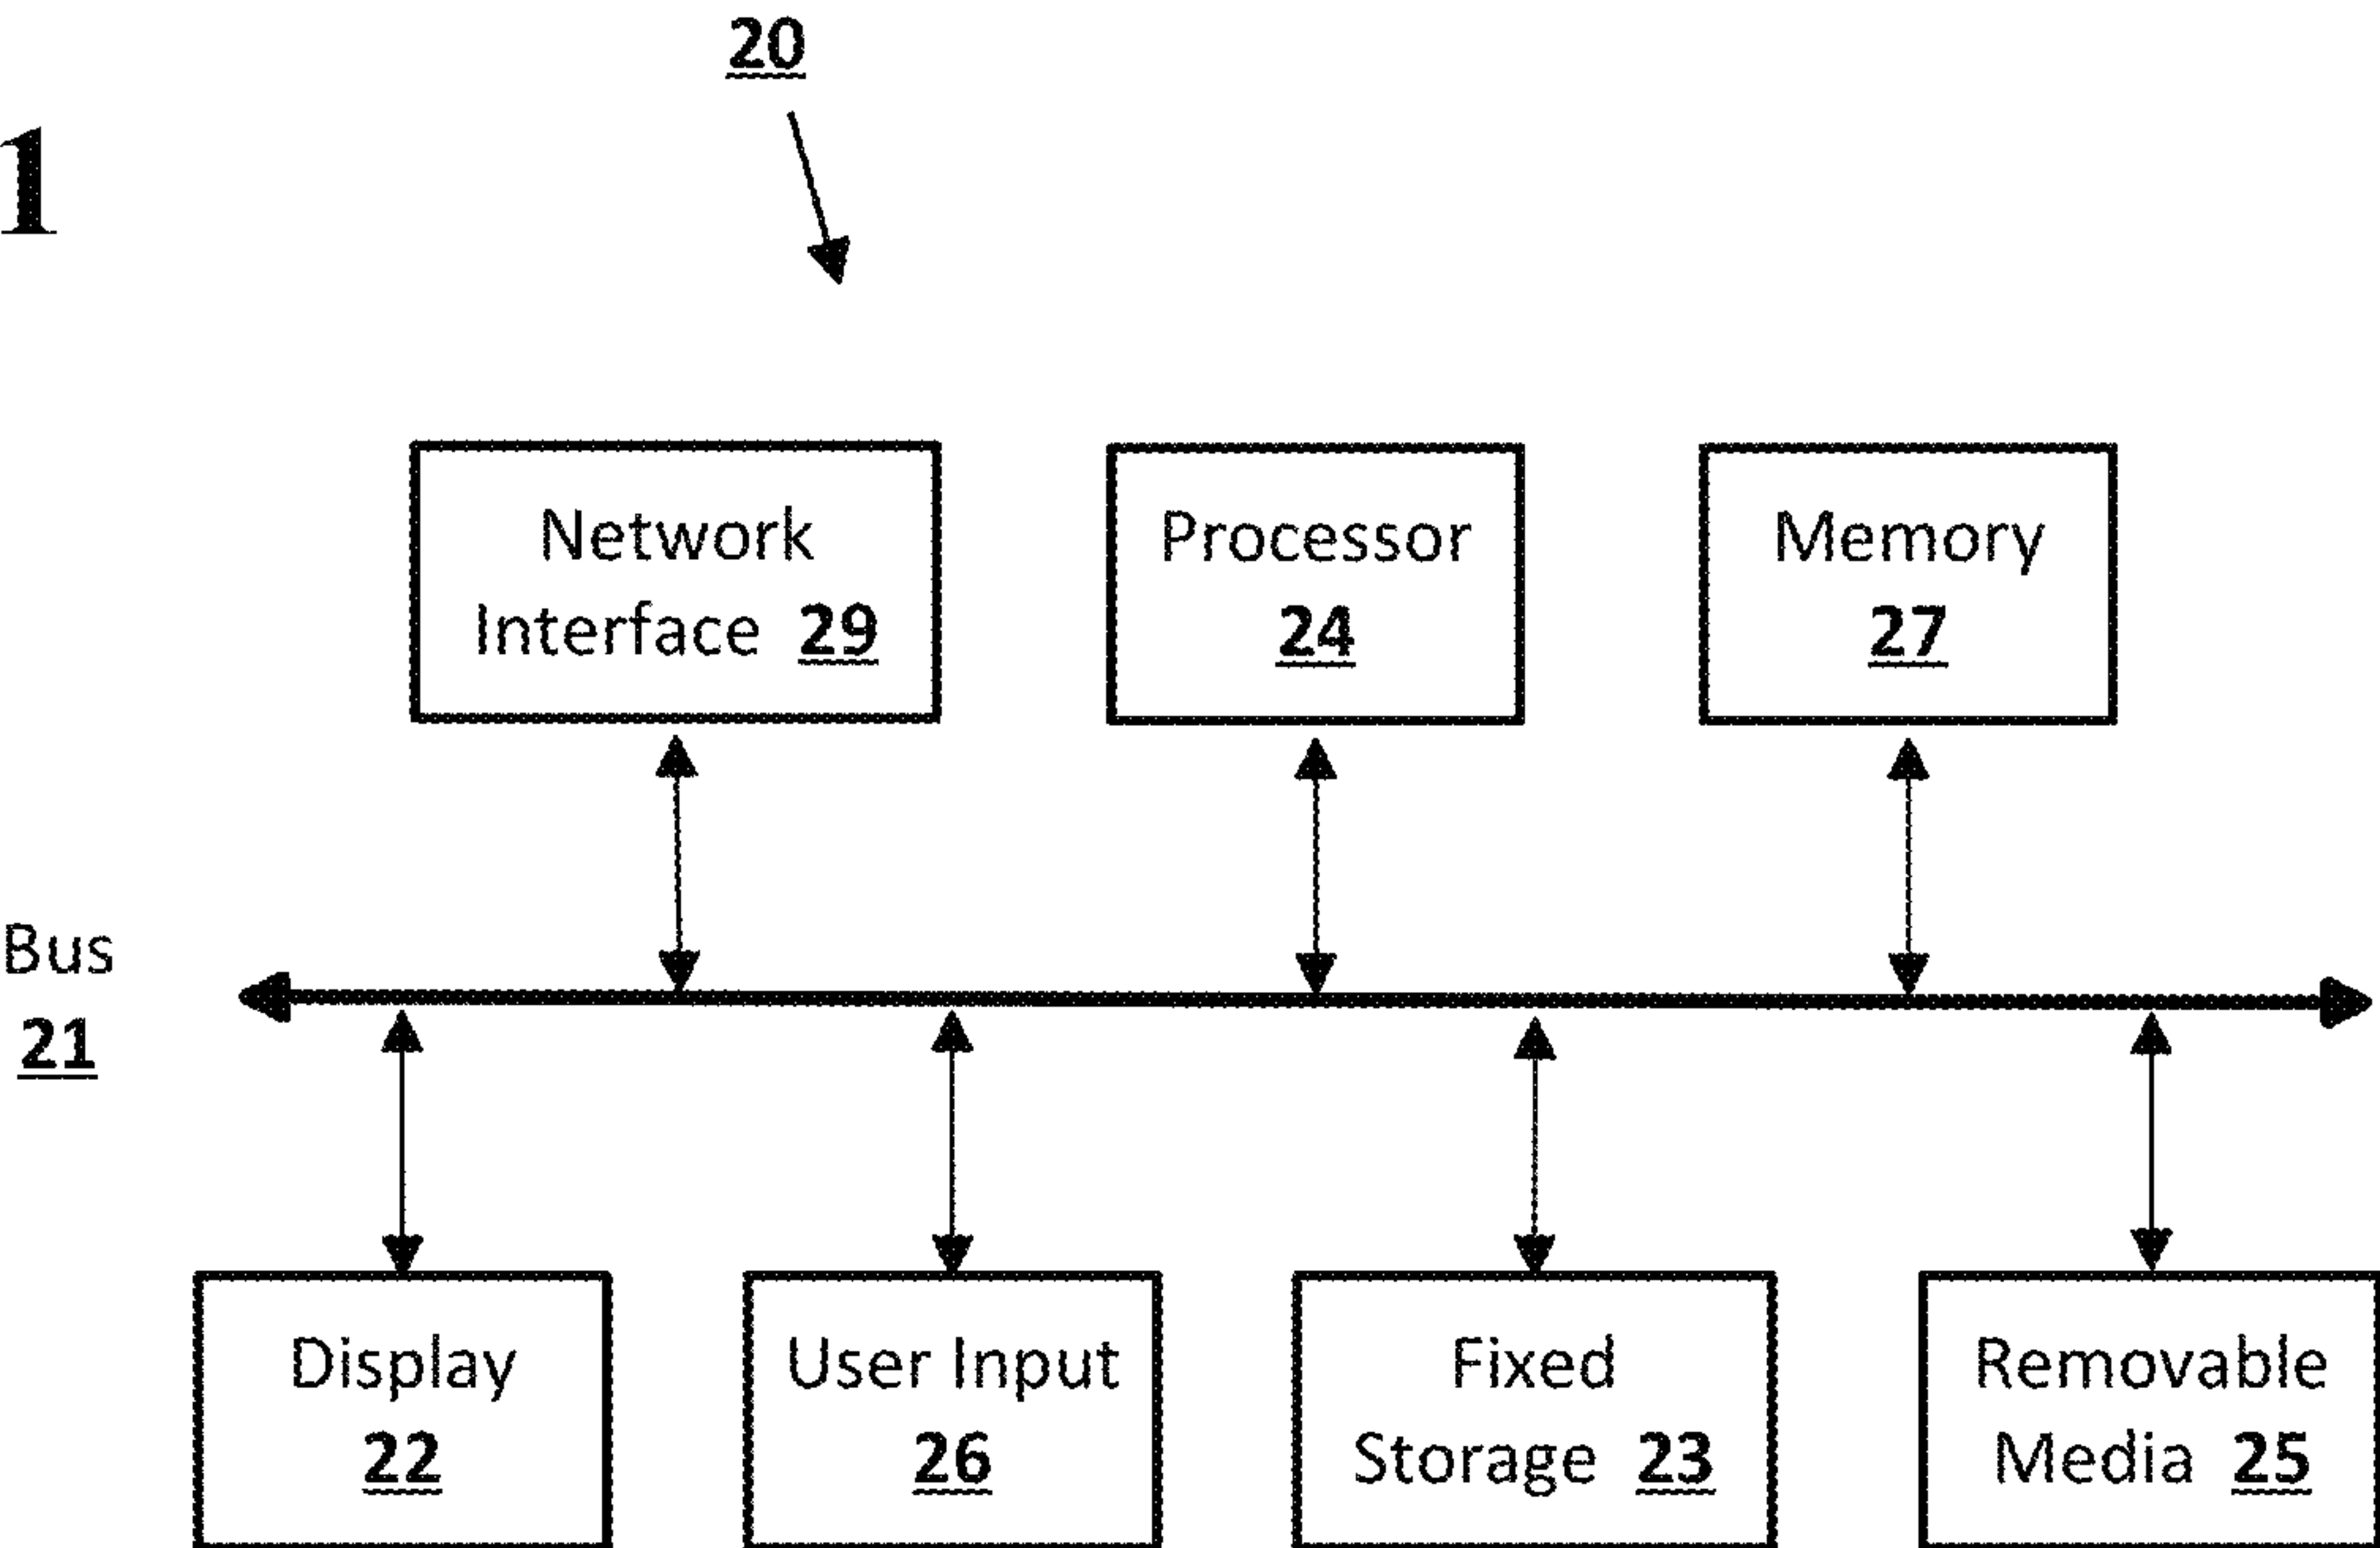 20
1
Network
Interface 29
Processor
24
Memory
27
Bus
21
Display
22
User Input
26
Fixed
Storage 23
Removable
Media 25